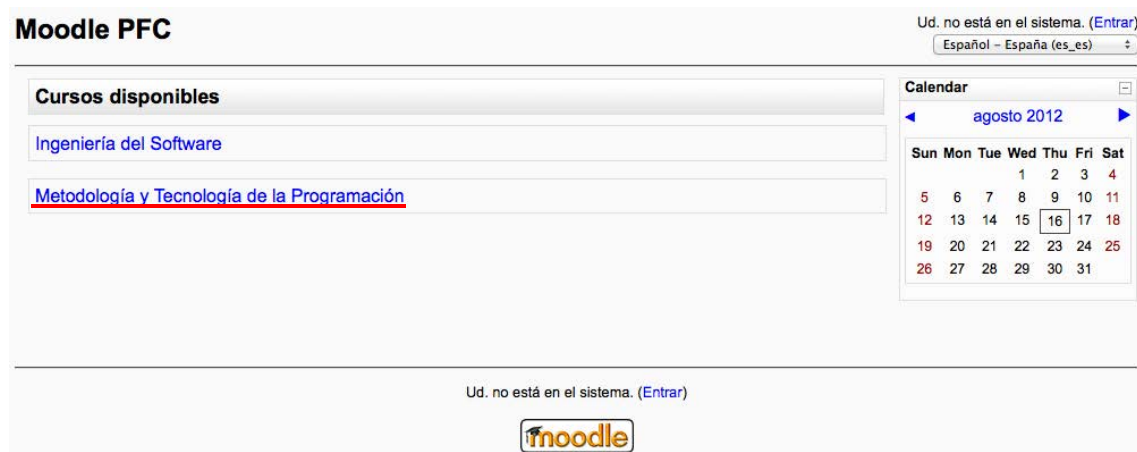 Moodle PFC
Ud. no está en el sistema. (Entrar)
Español - España (es_es)
Cursos disponibles
Ingeniería del Software
Metodología y Tecnología de la Programación
Calendar
agosto 2012
Sun Mon Tue Wed Thu Fri Sat
1 2 3 4
5 6 7 8 9 10 11
12 13 14 15 16 17 18
19 20 21 22 23 24 25
26 27 28 29 30 31
Ud. no está en el sistema. (Entrar)
moodle